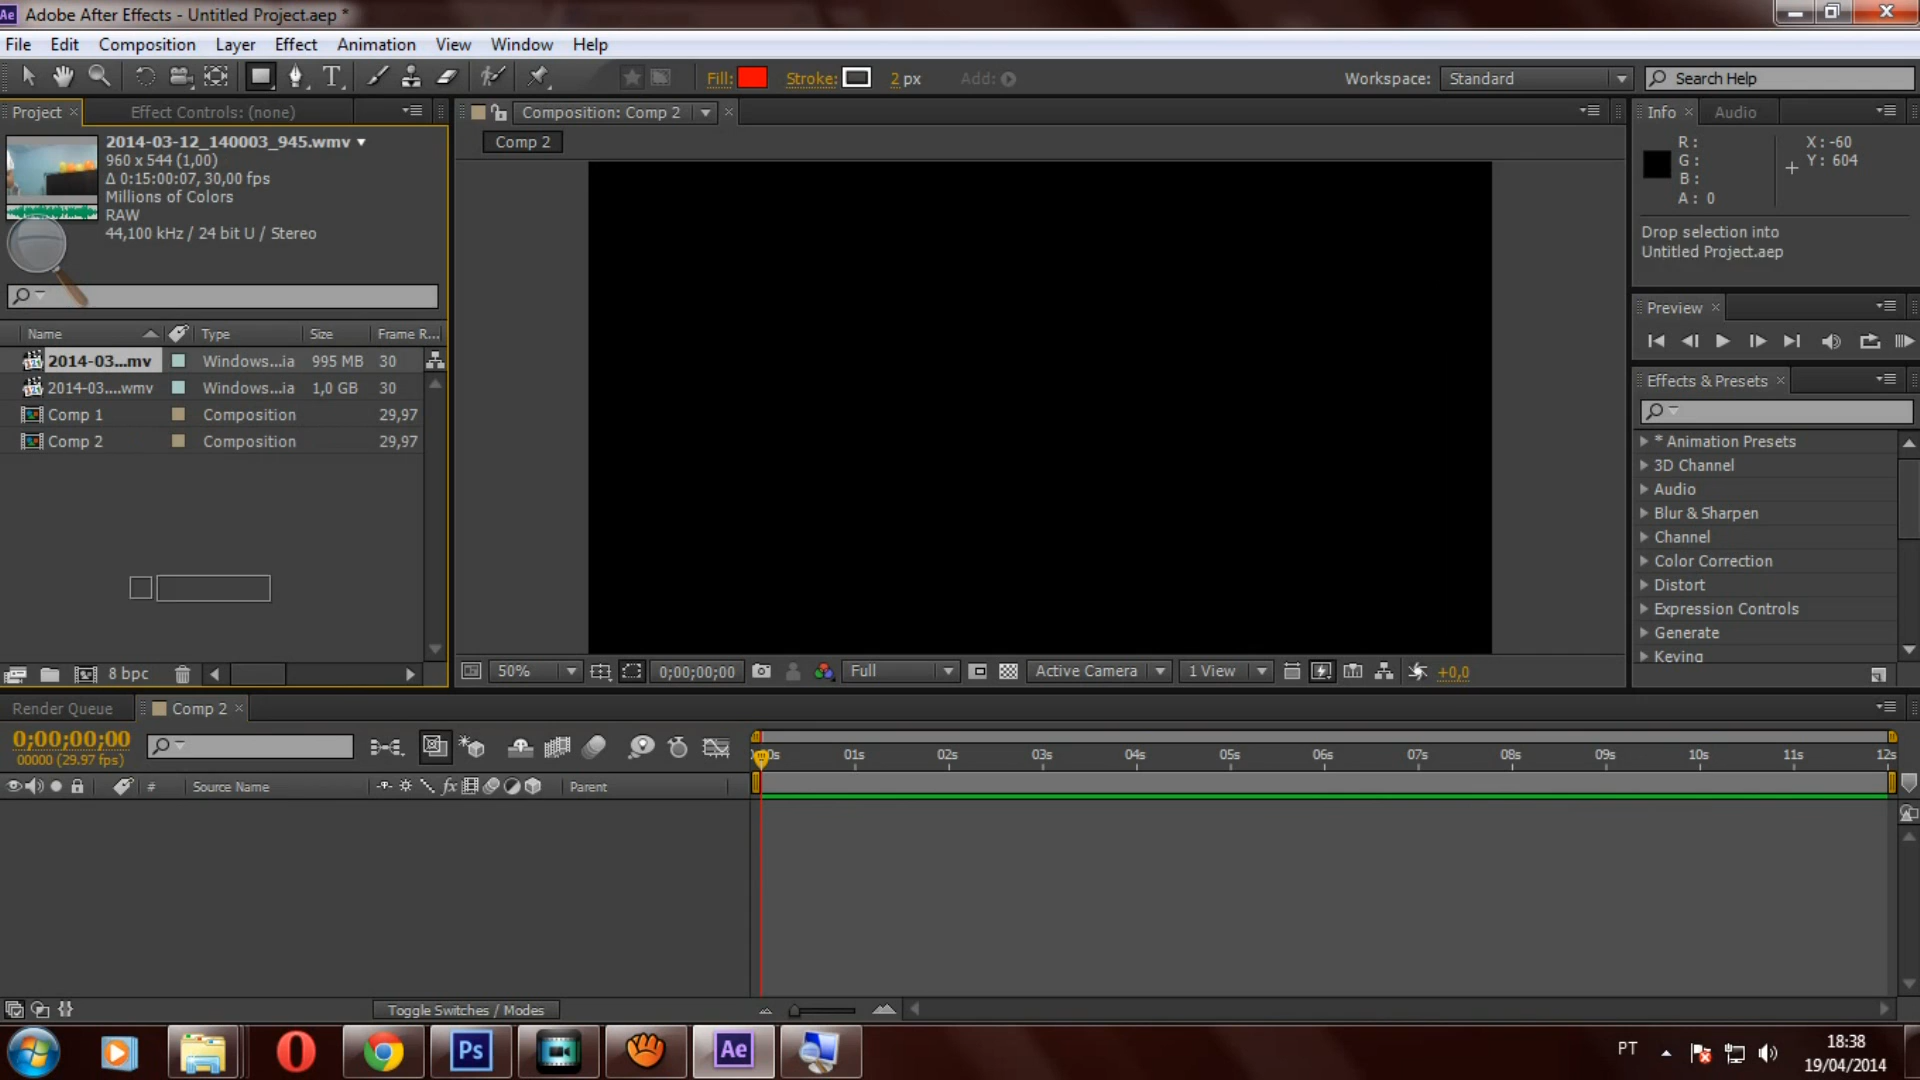 Ae Adobe After Effects - Untitled Project.aep *
File Edit Composition Layer Effect Animation View Window Help
Fill: Stroke: 2 px Add: Workspace: Standard Search Help
Project × Effect Controls: (none)
2014-03-12_140003_945.wmv
960 x 544 (1,00)
Δ 0:15:00:07, 30,00 fps
Millions of Colors
RAW
44,100 kHz / 24 bit U / Stereo
Name Type Size Frame R...
2014-03...mv Windows...ia 995 MB 30
2014-03....wmv Windows...ia 1,0 GB 30
Comp 1 Composition 29,97
Comp 2 Composition 29,97
8 bpc
Composition: Comp 2 ×
Comp 2
50% 0;00;00;00 Full Active Camera 1 View +0,0
Info × Audio
R: X: -60
G: Y: 604
B:
A: 0
Drop selection into
Untitled Project.aep
Preview ×
Effects & Presets ×
* Animation Presets
3D Channel
Audio
Blur & Sharpen
Channel
Color Correction
Distort
Expression Controls
Generate
Keying
Render Queue Comp 2 ×
0;00;00;00
00000 (29.97 fps)
# Source Name fx Parent
01s 02s 03s 04s 05s 06s 07s 08s 09s 10s 11s 12s
Toggle Switches / Modes
Ps Ae PT 18:38
19/04/2014